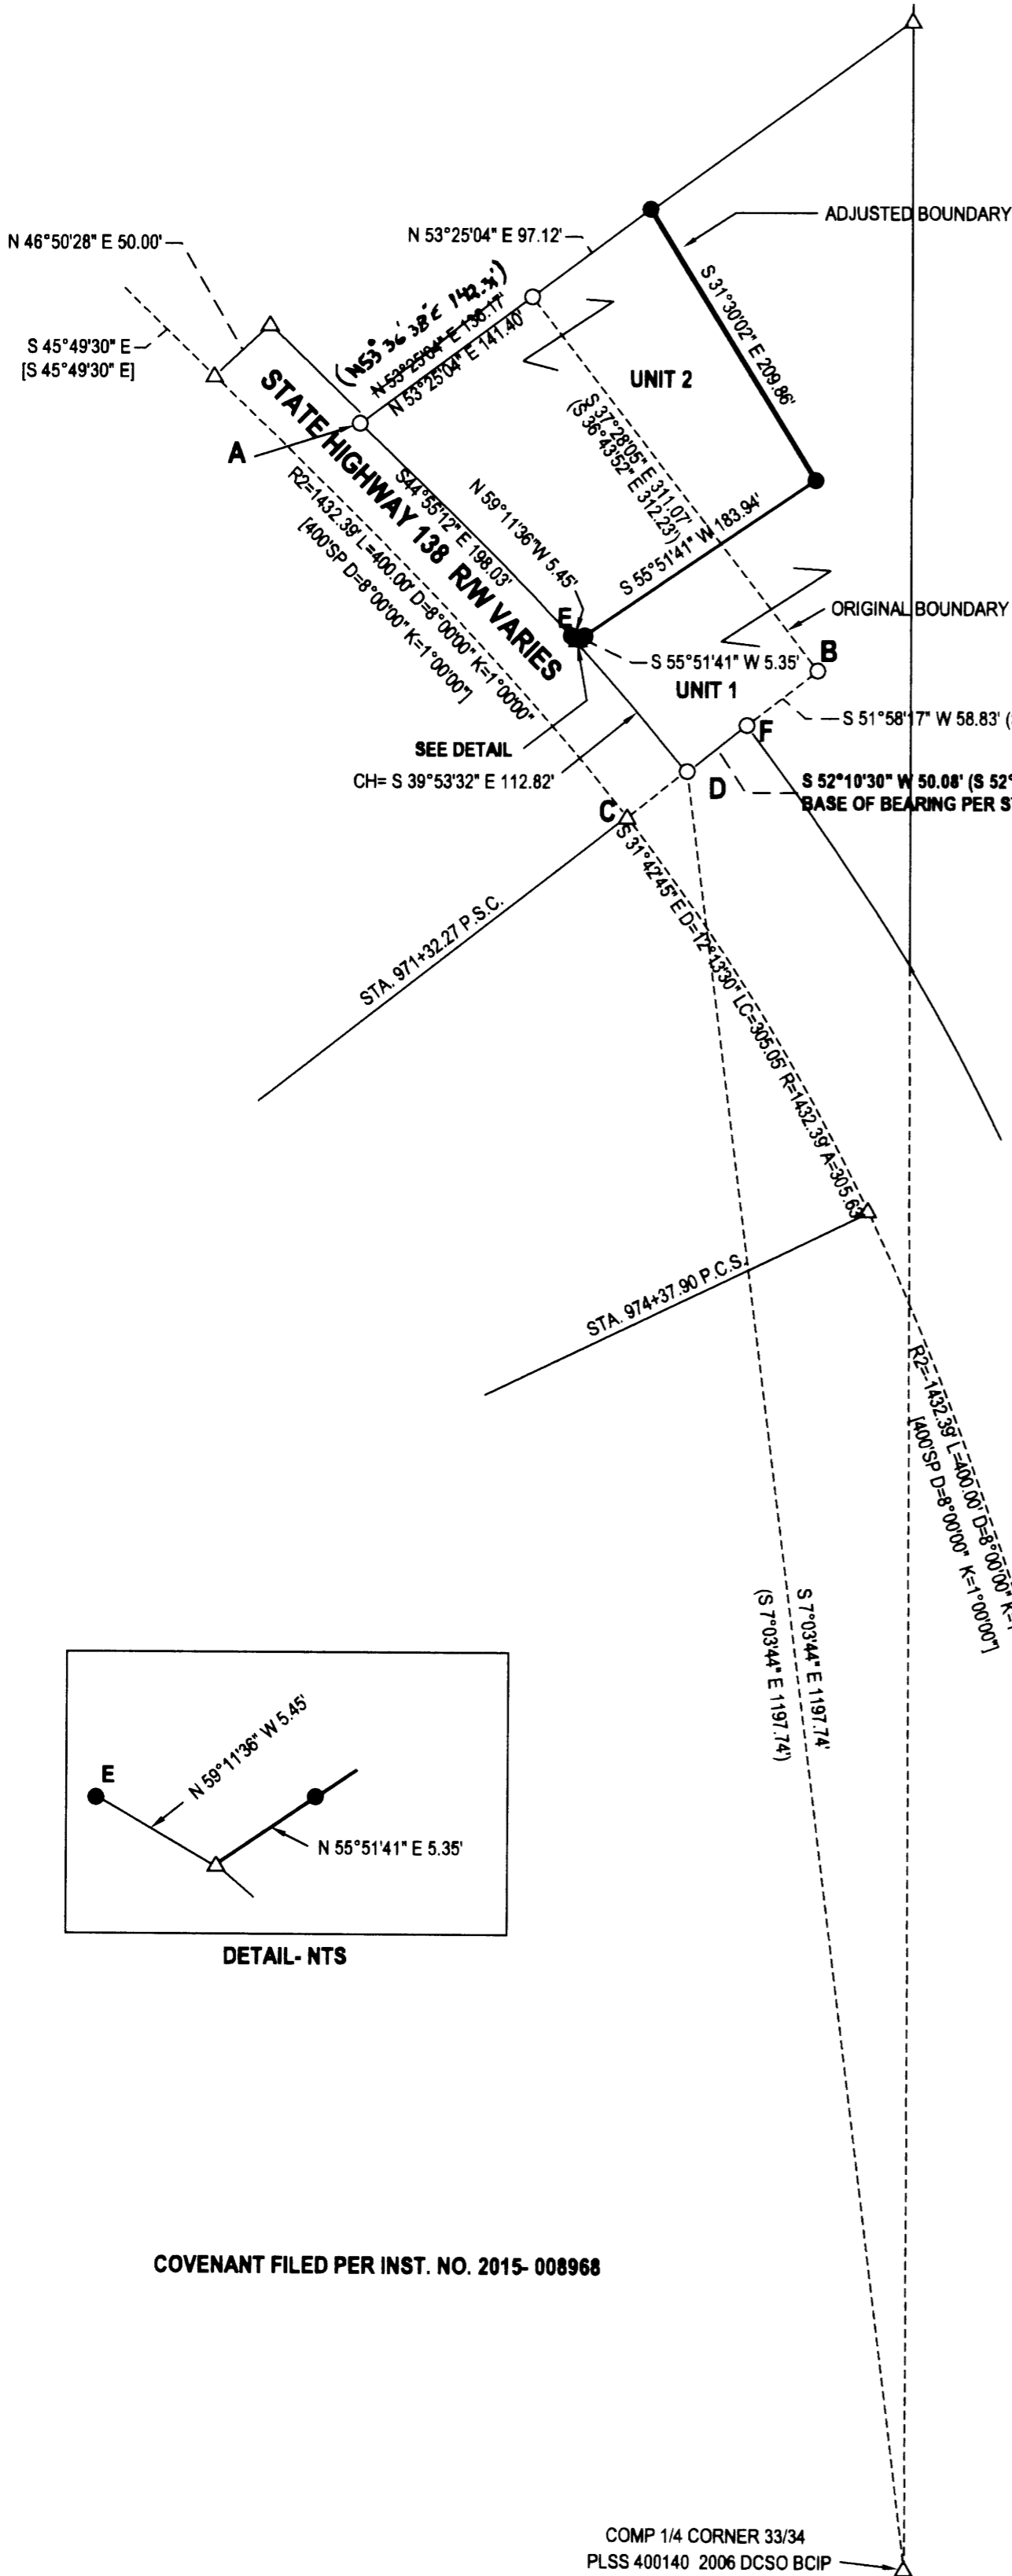 ADJUSTED BOUNDARY
N 46°50'28" E 50.00'
N 53°25'04" E 97.12'
S 45°49'30" E
[S 45°49'30" E]
(N53° 36' 38" E 142.31')
N 53°25'04" E 138.17'
N 53°25'04" E 141.40'
S 31°30'02" E 209.86'
UNIT 2
A
STATE HIGHWAY 138 R/W VARIES
S44°55'12" E 198.03'
R2=1432.39' L=400.00' D=8°00'00" K=1°00'00"
[400'SP D=8°00'00" K=1°00'00"]
N 59°11'36"W 5.45'
S 37°28'05" E 311.07'
(S 36°43'52" E 312.23')
S 55°51'41" W 183.94'
ORIGINAL BOUNDARY
E
B
S 55°51'41" W 5.35'
UNIT 1
S 51°58'17" W 58.83' (
F
SEE DETAIL
CH= S 39°53'32" E 112.82'
D
S 52°10'30" W 50.08' (S 52°
BASE OF BEARING PER S
C
S 31°42'45" E D=12°13'30" LC=305.05' R=1432.39' A=305.63'
STA. 971+32.27 P.S.C.
STA. 974+37.90 P.C.S.
R2=1432.39' L=400.00' D=8°00'00" K=1
[400'SP D=8°00'00" K=1°00'00"]
S 7°03'44" E 1197.74'
(S 7°03'44" E 1197.74')
E
N 59°11'36" W 5.45'
N 55°51'41" E 5.35'
DETAIL- NTS
COVENANT FILED PER INST. NO. 2015- 008968
COMP 1/4 CORNER 33/34
PLSS 400140 2006 DCSO BCIP